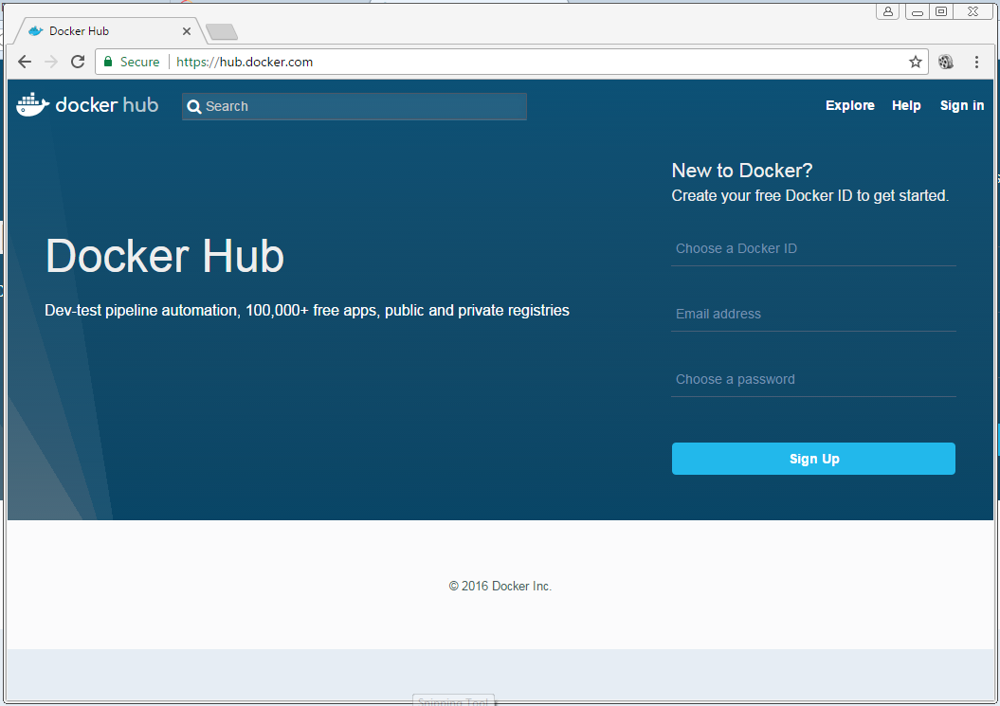 Docker Hub
Secure
https://hub.docker.com
docker hub
Search
Explore Help Sign in
New to Docker?
Create your free Docker ID to get started.
Choose a Docker ID
Docker Hub
Dev-test pipeline automation, 100,000+ free apps, public and private registries
Email address
Choose a password
Sign Up
© 2016 Docker Inc.
Snipping Tool